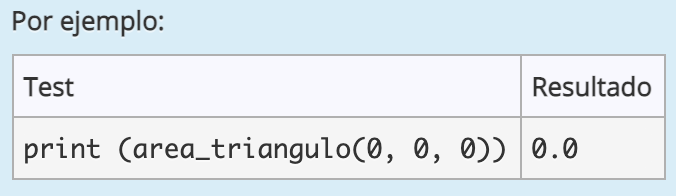 Por ejemplo:
Test Resultado
print (area_triangulo(0, 0, 0)) 0.0